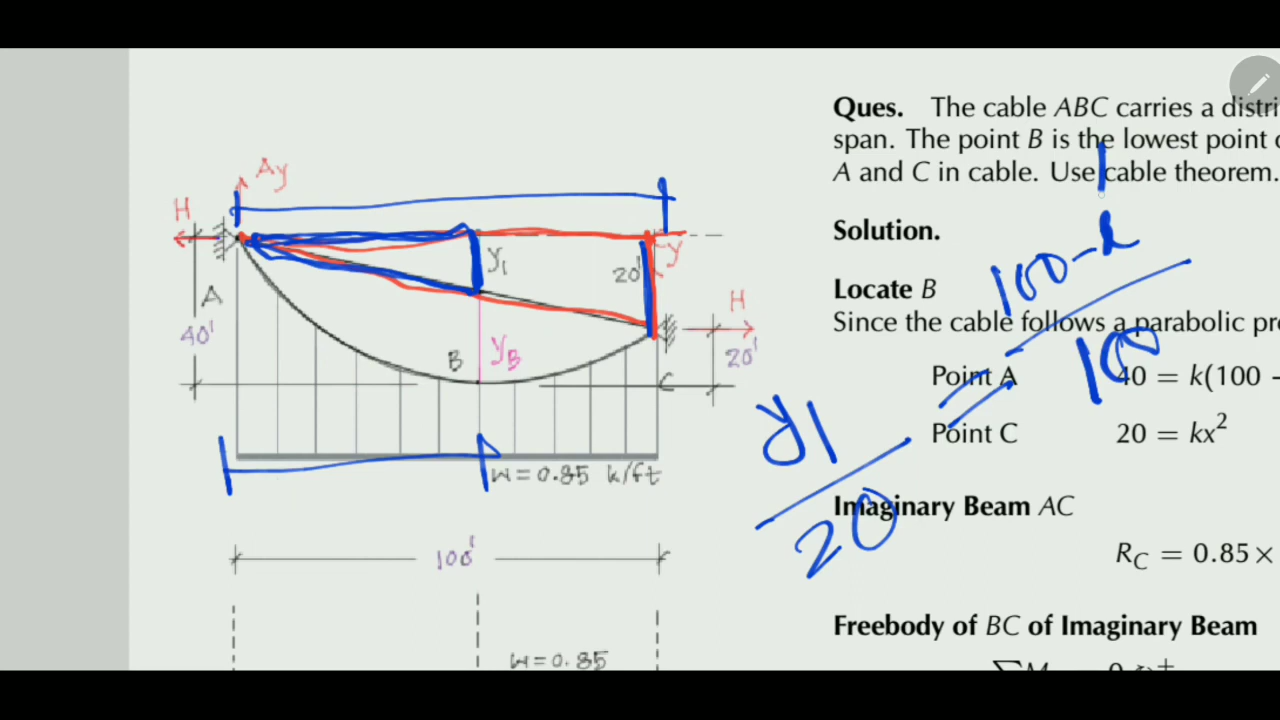 Ay
H
y₁
20'
y
A
40'
H
20'
B
yB
C
w = 0.85 k/ft
100'
w = 0.85
Ques. The cable ABC carries a distri
span. The point B is the lowest point
A and C in cable. Use cable theorem.
Solution.
Locate B
Since the cable follows a parabolic pr
Point A 40 = k(100 −
Point C 20 = kx²
Imaginary Beam AC
R_C = 0.85 ×
Freebody of BC of Imaginary Beam
y1
20
=
100